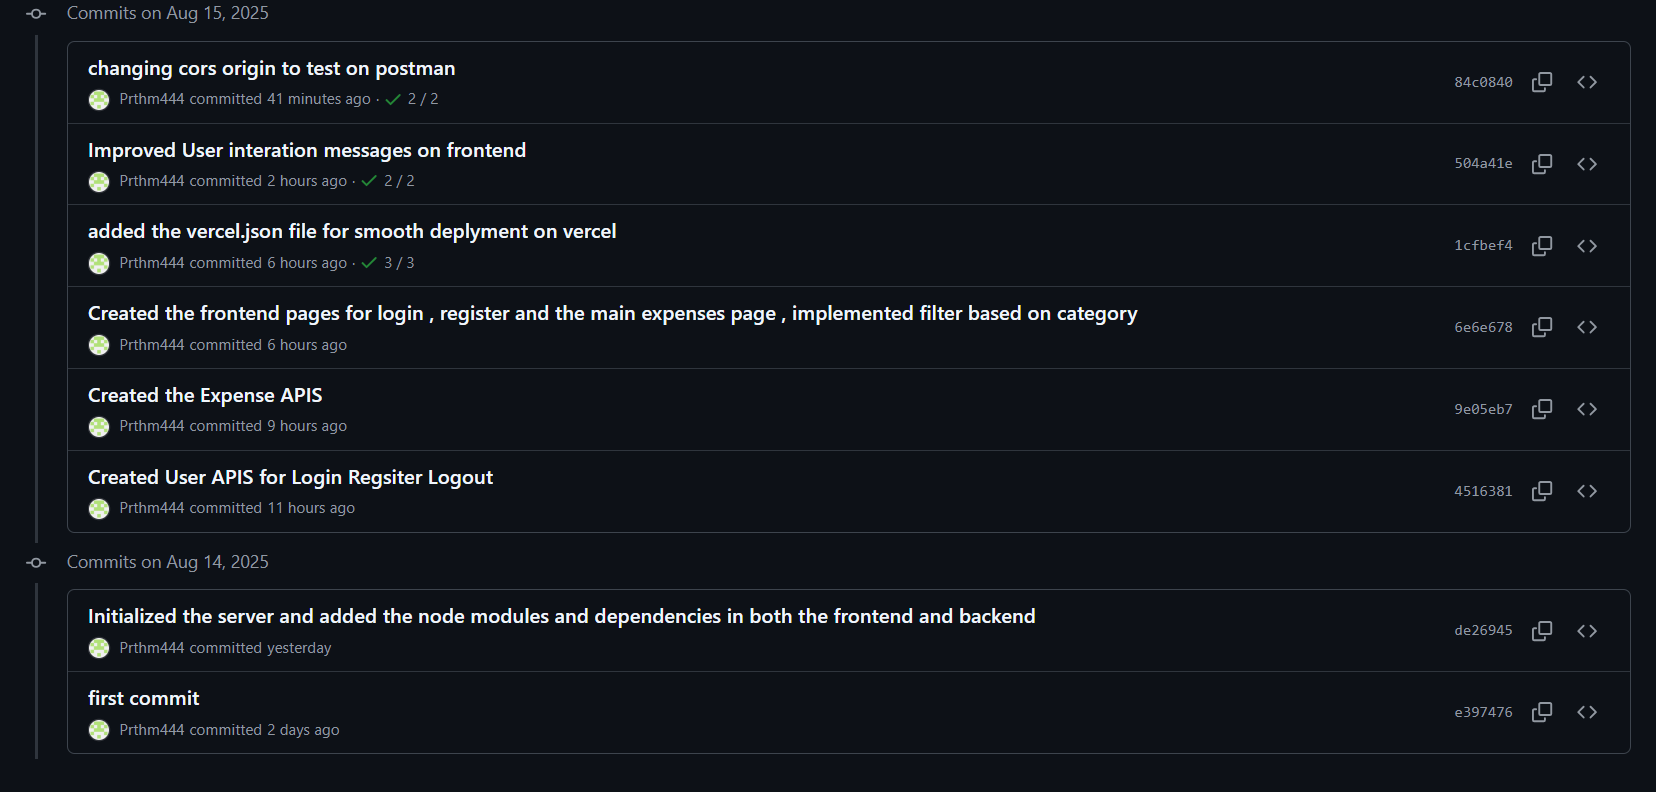 Commits on Aug 15, 2025
changing cors origin to test on postman
84c0840
Prthm444 committed 41 minutes ago · 2 / 2
Improved User interation messages on frontend
504a41e
Prthm444 committed 2 hours ago · 2 / 2
added the vercel.json file for smooth deplyment on vercel
1cfbef4
Prthm444 committed 6 hours ago · 3 / 3
Created the frontend pages for login , register and the main expenses page , implemented filter based on category
6e6e678
Prthm444 committed 6 hours ago
Created the Expense APIS
9e05eb7
Prthm444 committed 9 hours ago
Created User APIS for Login Regsiter Logout
4516381
Prthm444 committed 11 hours ago
Commits on Aug 14, 2025
Initialized the server and added the node modules and dependencies in both the frontend and backend
de26945
Prthm444 committed yesterday
first commit
e397476
Prthm444 committed 2 days ago